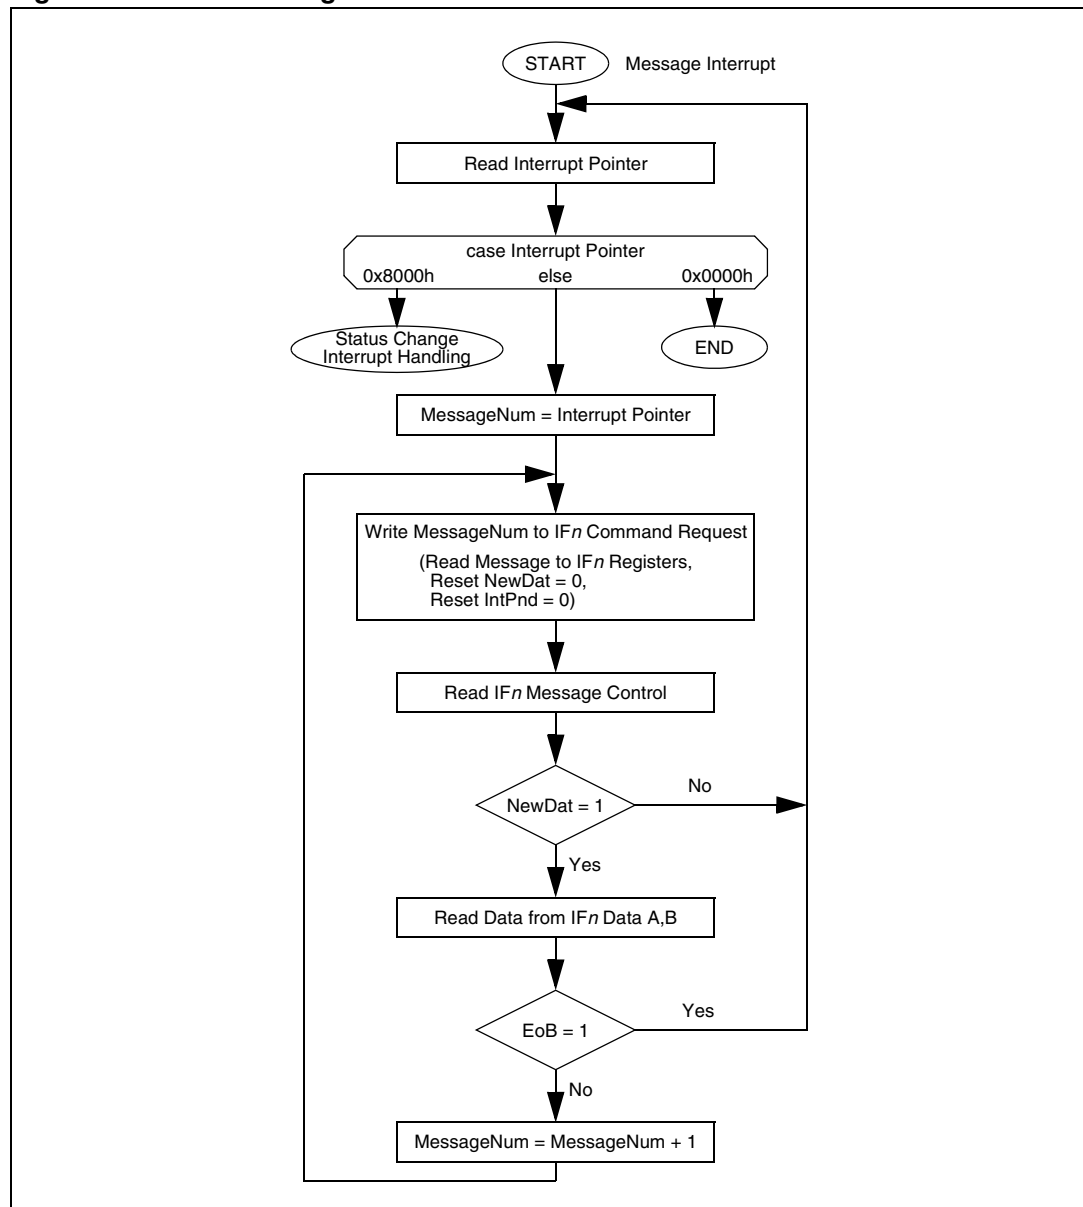 START Message Interrupt
Read Interrupt Pointer
case Interrupt Pointer
0x8000h else 0x0000h
Status Change
Interrupt Handling
END
MessageNum = Interrupt Pointer
Write MessageNum to IFn Command Request
(Read Message to IFn Registers,
Reset NewDat = 0,
Reset IntPnd = 0)
Read IFn Message Control
NewDat = 1
No
Yes
Read Data from IFn Data A,B
EoB = 1
Yes
No
MessageNum = MessageNum + 1